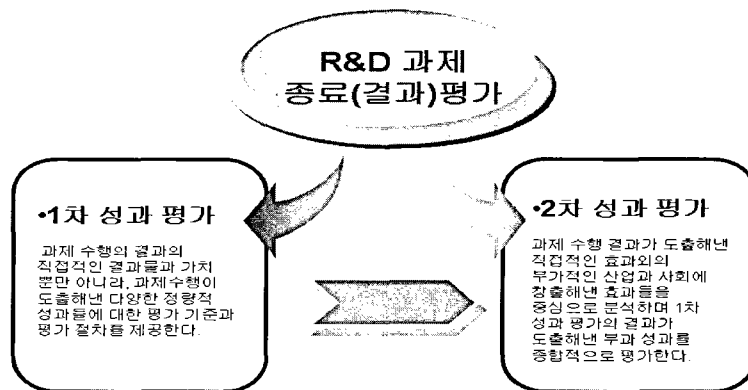 R&D 과제
종료(결과)평가
•1차 성과 평가
과제 수행의 결과의
직접적인 결과물과 가치
뿐만 아니라, 과제수행이
도출해낸 다양한 정량적
성과들에 대한 평가 기준과
평가 절차를 제공한다.
•2차 성과 평가
과제 수행 결과가 도출해낸
직접적인 효과외의
부가적인 산업과 사회에
창출해낸 효과들을
중심으로 분석하며 1차
성과 평가의 결과가
도출해낸 부과 성과를
종합적으로 평가한다.